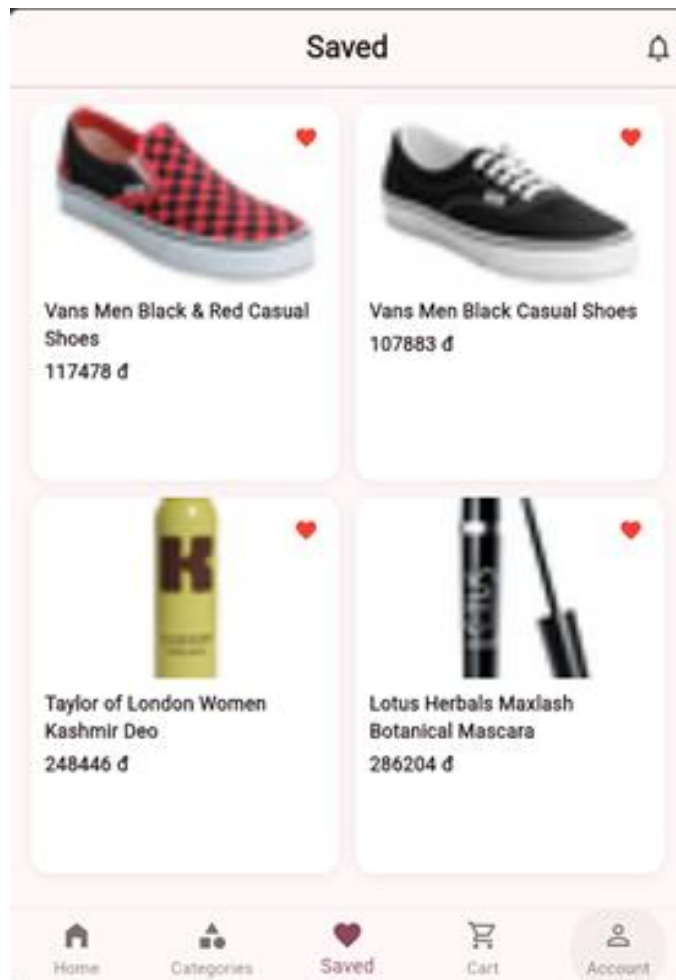 Saved
Vans Men Black & Red Casual
Shoes
117478 đ
Vans Men Black Casual Shoes
107883 đ
K
Taylor of London Women
Kashmir Deo
248446 đ
LOTUS
Lotus Herbals Maxlash
Botanical Mascara
286204 đ
Home
Categories
Saved
Cart
Account